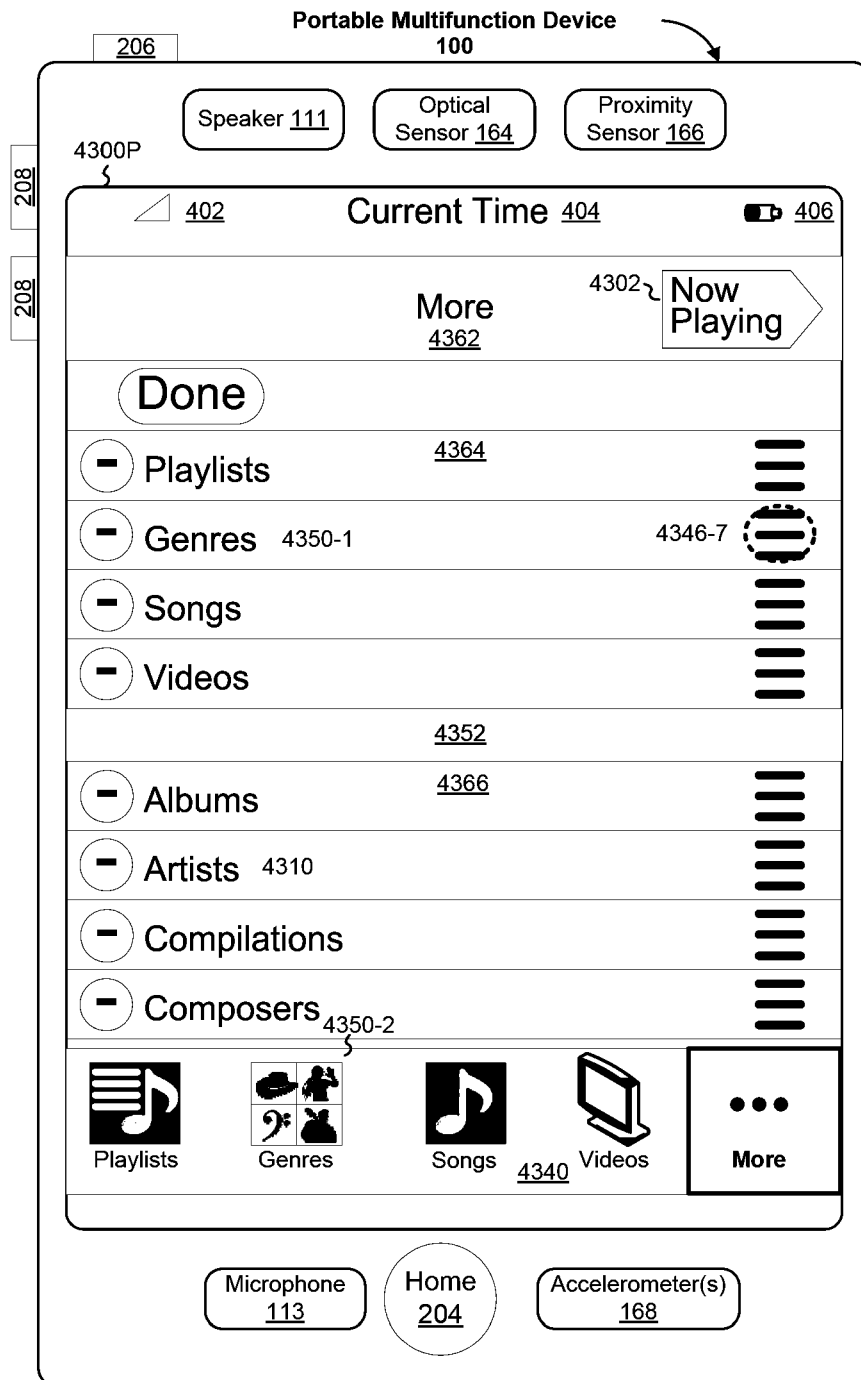 Portable Multifunction Device
100
206
Speaker 111
Optical
Sensor 164
Proximity
Sensor 166
4300P
208
208
402
Current Time 404
406
More
4362
4302
Now
Playing
Done
- Playlists
4364
- Genres 4350-1
4346-7
- Songs
- Videos
4352
- Albums
4366
- Artists 4310
- Compilations
- Composers
4350-2
Playlists
Genres
Songs
4340
Videos
More
Microphone
113
Home
204
Accelerometer(s)
168